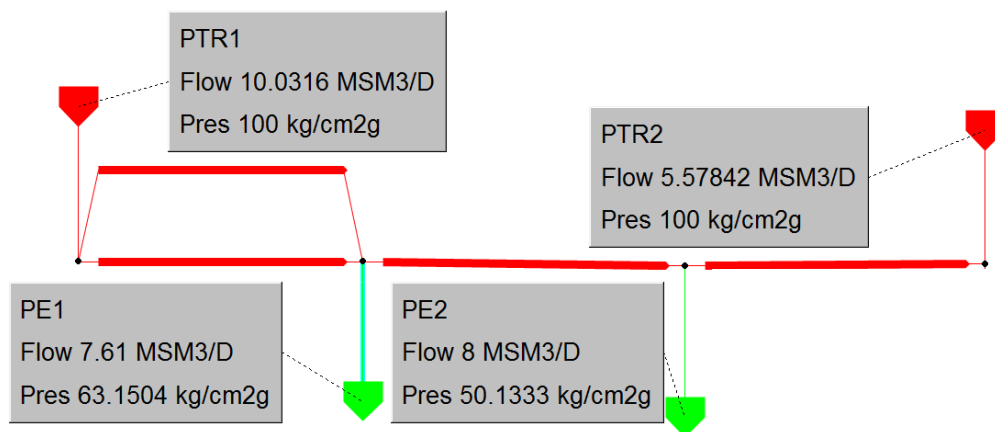 PTR1
Flow 10.0316 MSM3/D
Pres 100 kg/cm2g
PTR2
Flow 5.57842 MSM3/D
Pres 100 kg/cm2g
PE1
Flow 7.61 MSM3/D
Pres 63.1504 kg/cm2g
PE2
Flow 8 MSM3/D
Pres 50.1333 kg/cm2g